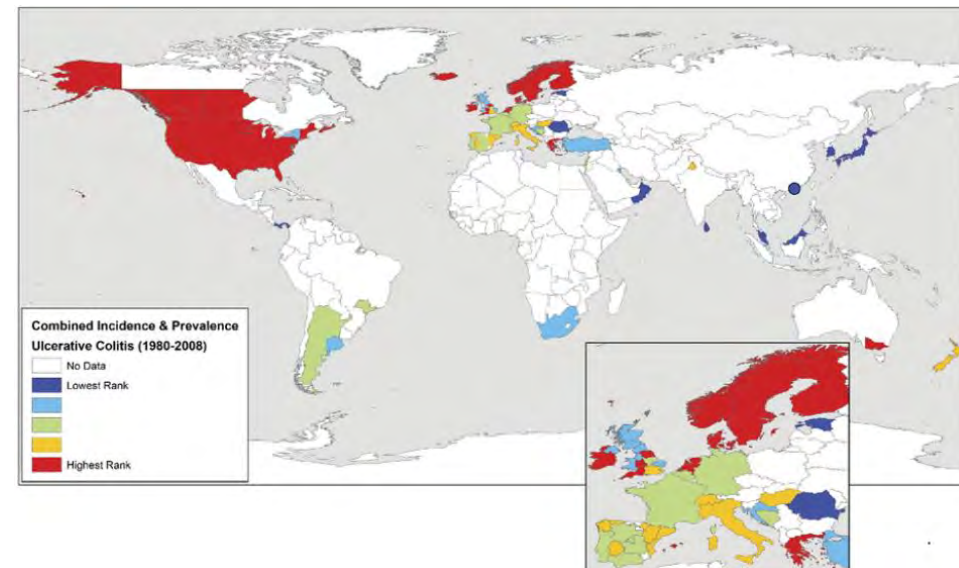 Combined Incidence & Prevalence
Ulcerative Colitis (1980-2008)
No Data
Lowest Rank
Highest Rank